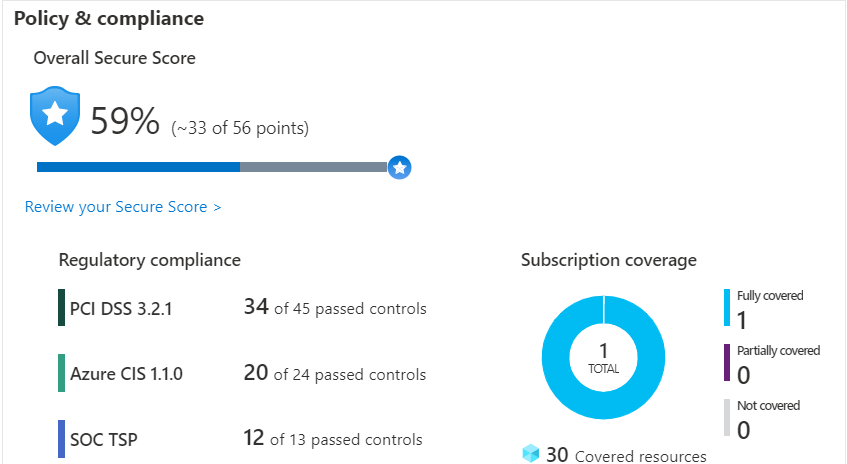 Policy & compliance
Overall Secure Score
59% (~33 of 56 points)
Review your Secure Score >
Regulatory compliance
PCI DSS 3.2.1 34 of 45 passed controls
Azure CIS 1.1.0 20 of 24 passed controls
SOC TSP 12 of 13 passed controls
Subscription coverage
1
TOTAL
Fully covered
1
Partially covered
0
Not covered
0
30 Covered resources